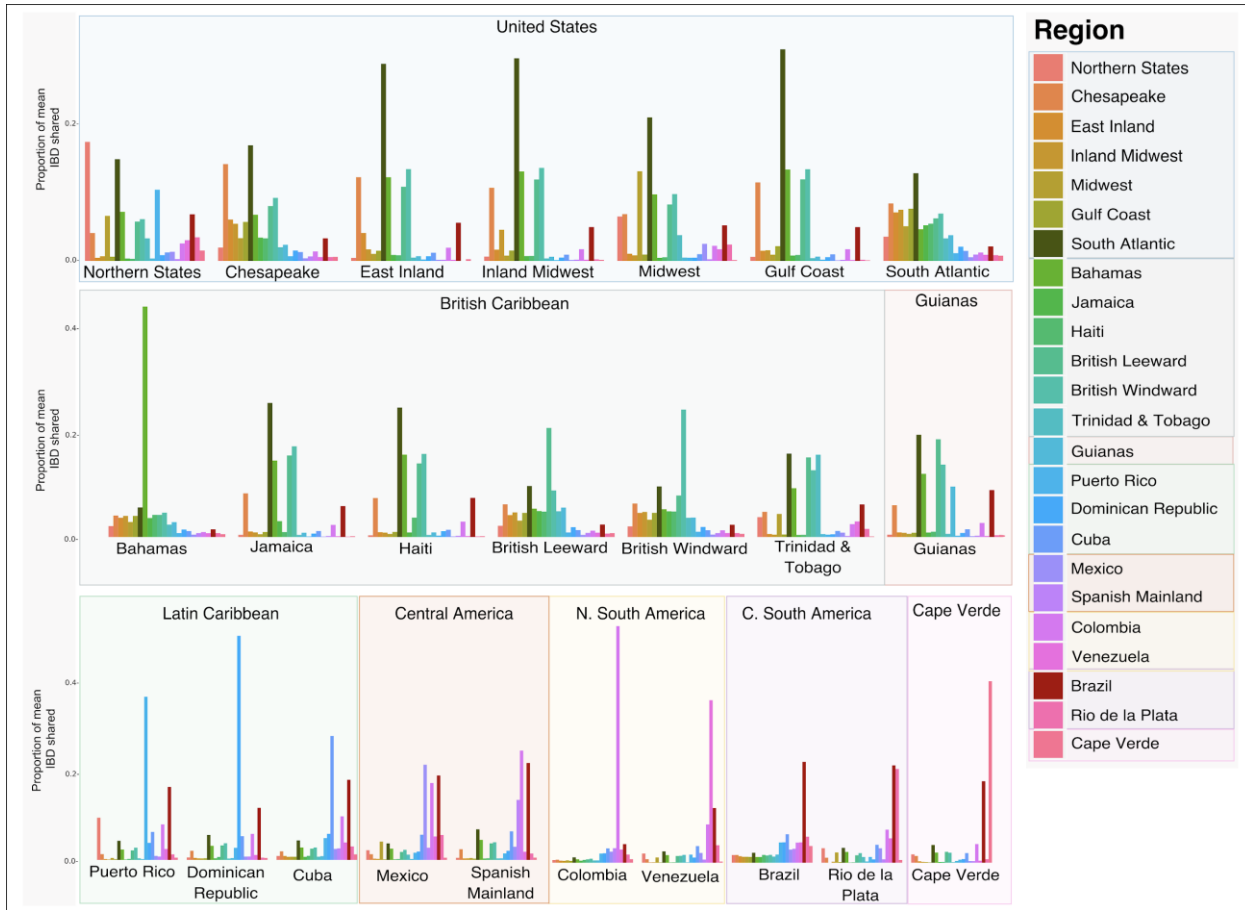 United States
Proportion of mean
IBD shared
0.2
0.0
Northern States
Chesapeake
East Inland
Inland Midwest
Midwest
Gulf Coast
South Atlantic
British Caribbean
Guianas
Proportion of mean
IBD shared
0.4
0.2
0.0
Bahamas
Jamaica
Haiti
British Leeward
British Windward
Trinidad &
Tobago
Guianas
Latin Caribbean
Central America
N. South America
C. South America
Cape Verde
Proportion of mean
IBD shared
0.4
0.2
0.0
Puerto Rico
Dominican
Republic
Cuba
Mexico
Spanish
Mainland
Colombia
Venezuela
Brazil
Rio de la
Plata
Cape Verde
Region
Northern States
Chesapeake
East Inland
Inland Midwest
Midwest
Gulf Coast
South Atlantic
Bahamas
Jamaica
Haiti
British Leeward
British Windward
Trinidad & Tobago
Guianas
Puerto Rico
Dominican Republic
Cuba
Mexico
Spanish Mainland
Colombia
Venezuela
Brazil
Rio de la Plata
Cape Verde